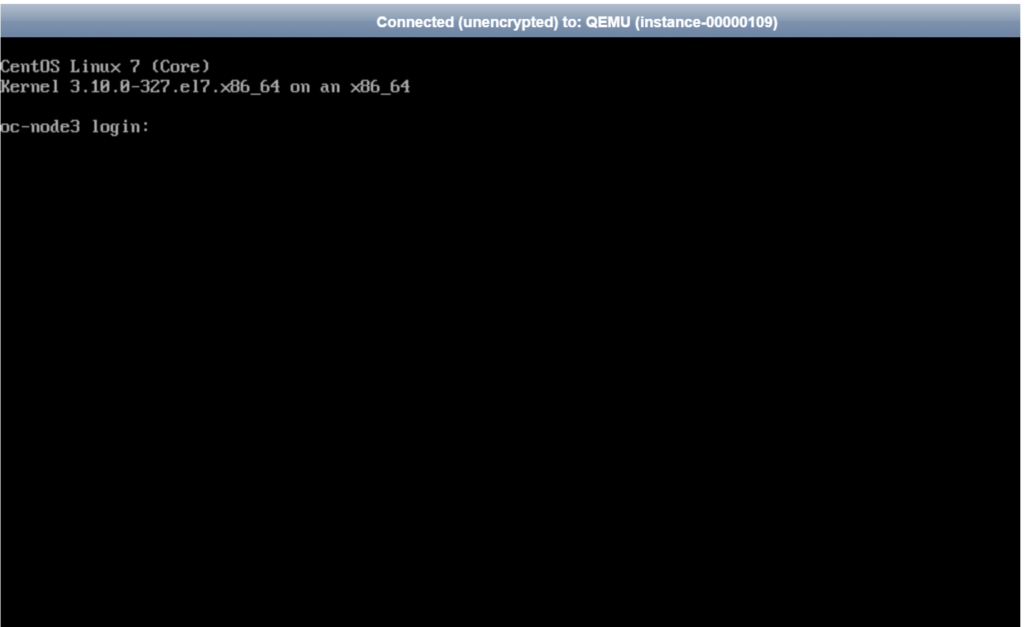 Connected (unencrypted) to: QEMU (instance-00000109)
CentOS Linux 7 (Core)
Kernel 3.10.0-327.el7.x86_64 on an x86_64
oc-node3 login: